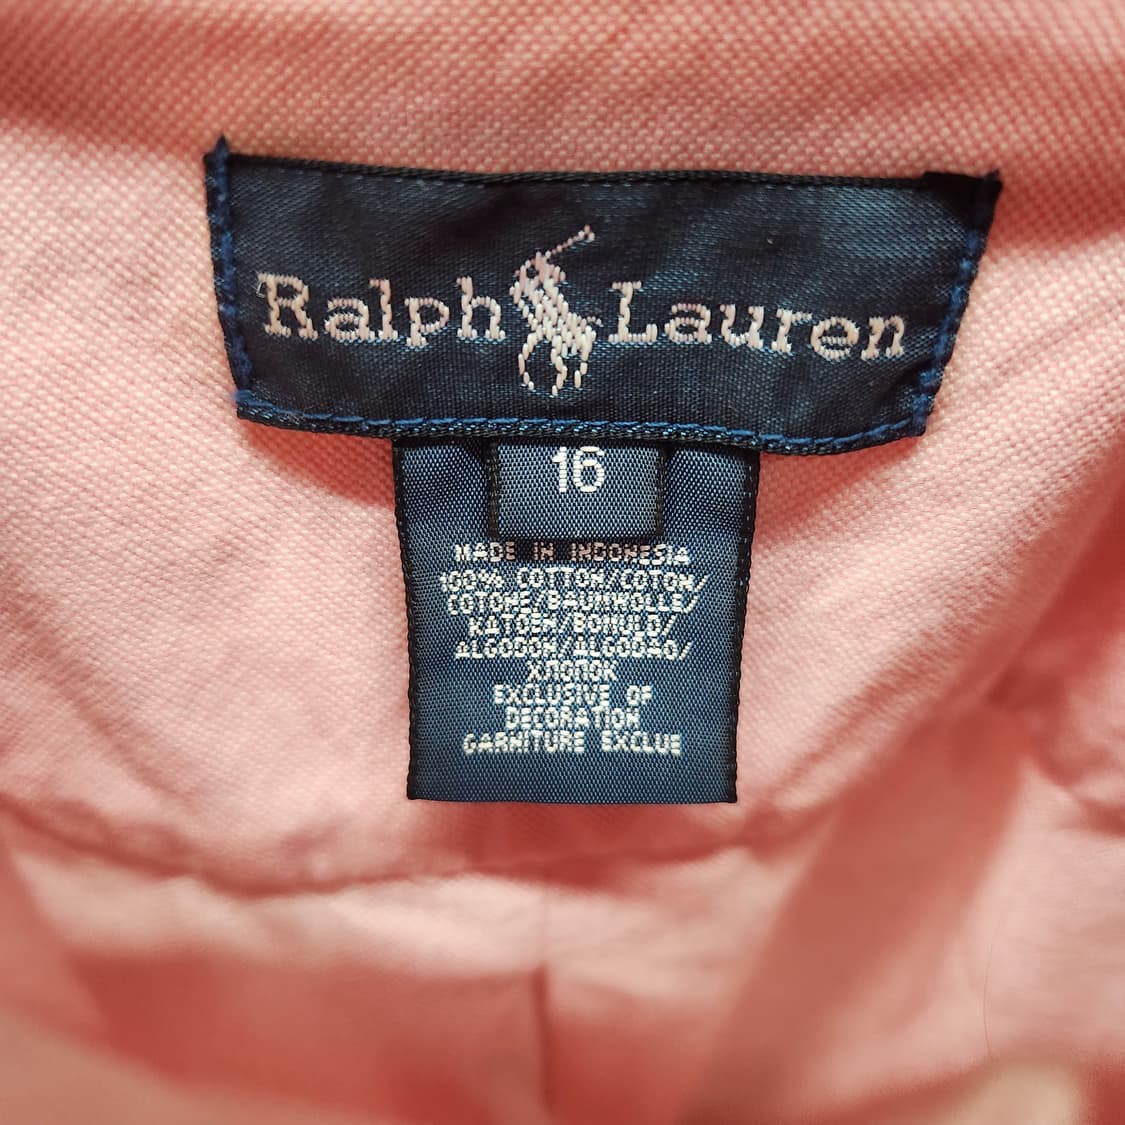 Ralph Lauren
16
MADE IN INDONESIA
100% COTTON/COTON/
COTONE/BAUMWOLLE/
KATOEN/BOMULD/
ALGODON/ALGODÃO/
ХЛОПОК
EXCLUSIVE OF
DECORATION
GARNITURE EXCLUE